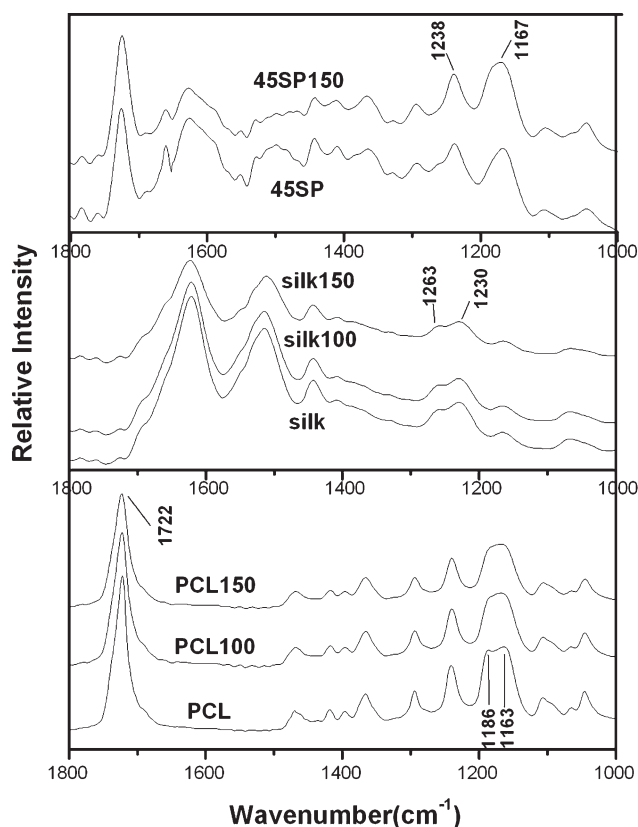 1238
1167
45SP150
45SP
1800
1600
1400
1200
1000
Relative Intensity
silk150
1263
1230
silk100
silk
1800
1600
1400
1200
1000
1722
PCL150
PCL100
PCL
1186
1163
1800
1600
1400
1200
1000
Wavenumber(cm⁻¹)